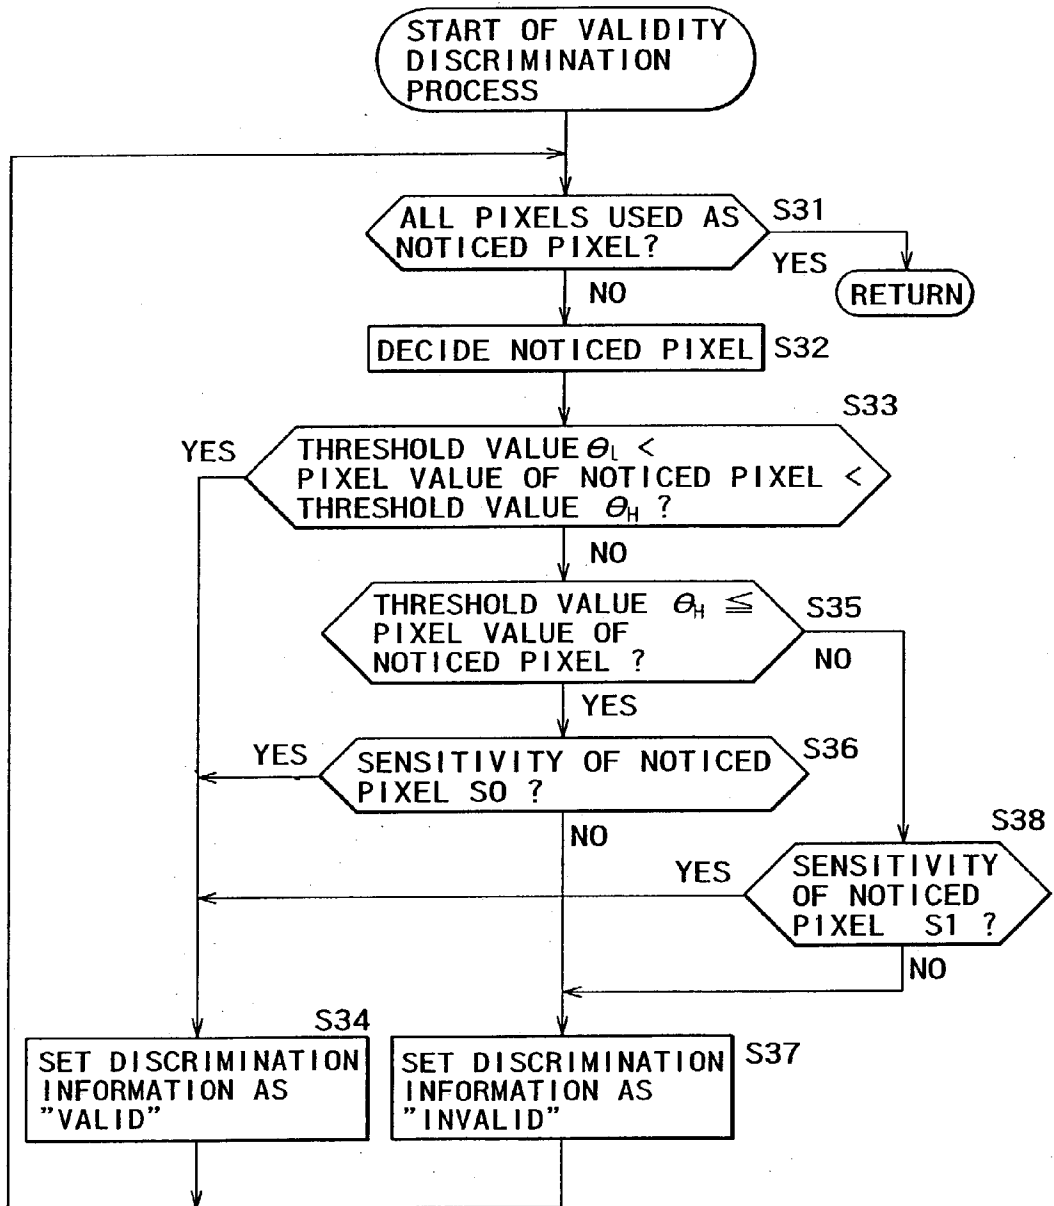 START OF VALIDITY
DISCRIMINATION
PROCESS
ALL PIXELS USED AS
NOTICED PIXEL?
S31
YES
RETURN
NO
DECIDE NOTICED PIXEL
S32
S33
YES
THRESHOLD VALUE θL <
PIXEL VALUE OF NOTICED PIXEL <
THRESHOLD VALUE θH ?
NO
THRESHOLD VALUE θH ≦
PIXEL VALUE OF
NOTICED PIXEL ?
S35
NO
YES
S36
YES
SENSITIVITY OF NOTICED
PIXEL S0 ?
NO
S38
YES
SENSITIVITY
OF NOTICED
PIXEL S1 ?
NO
S34
SET DISCRIMINATION
INFORMATION AS
"VALID"
S37
SET DISCRIMINATION
INFORMATION AS
"INVALID"